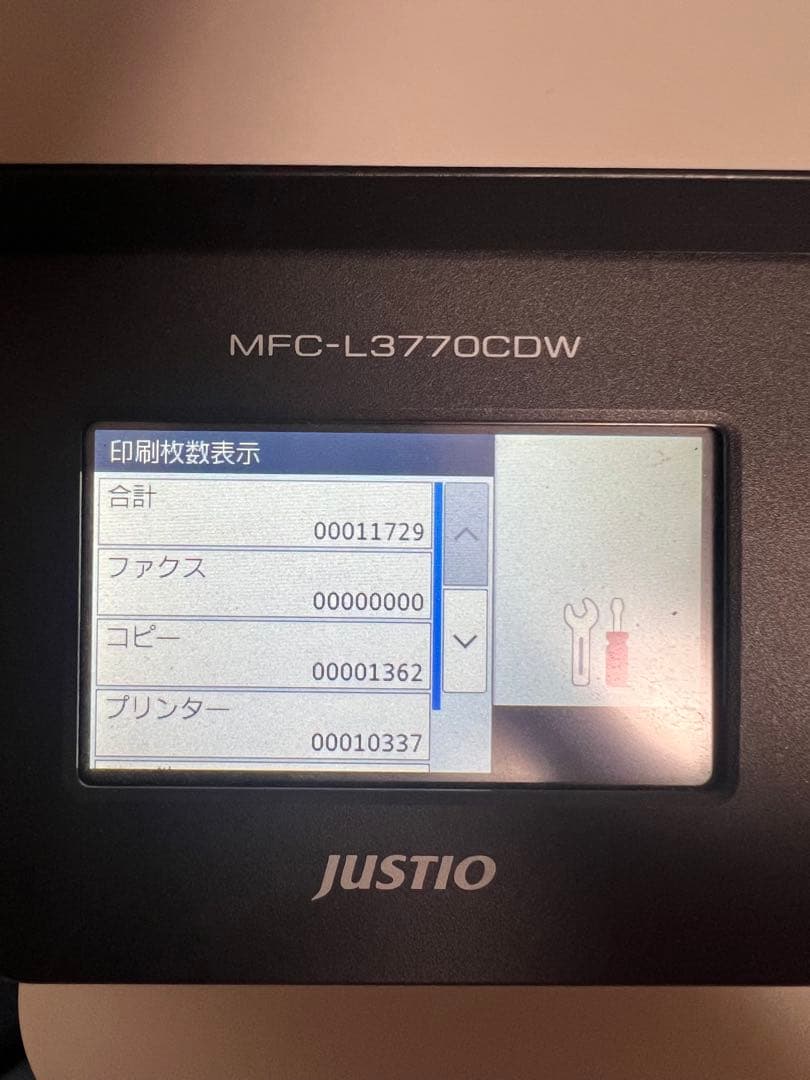 MFC-L3770CDW
印刷枚数表示
合計
00011729
ファクス
00000000
コピー
00001362
プリンター
00010337
JUSTIO